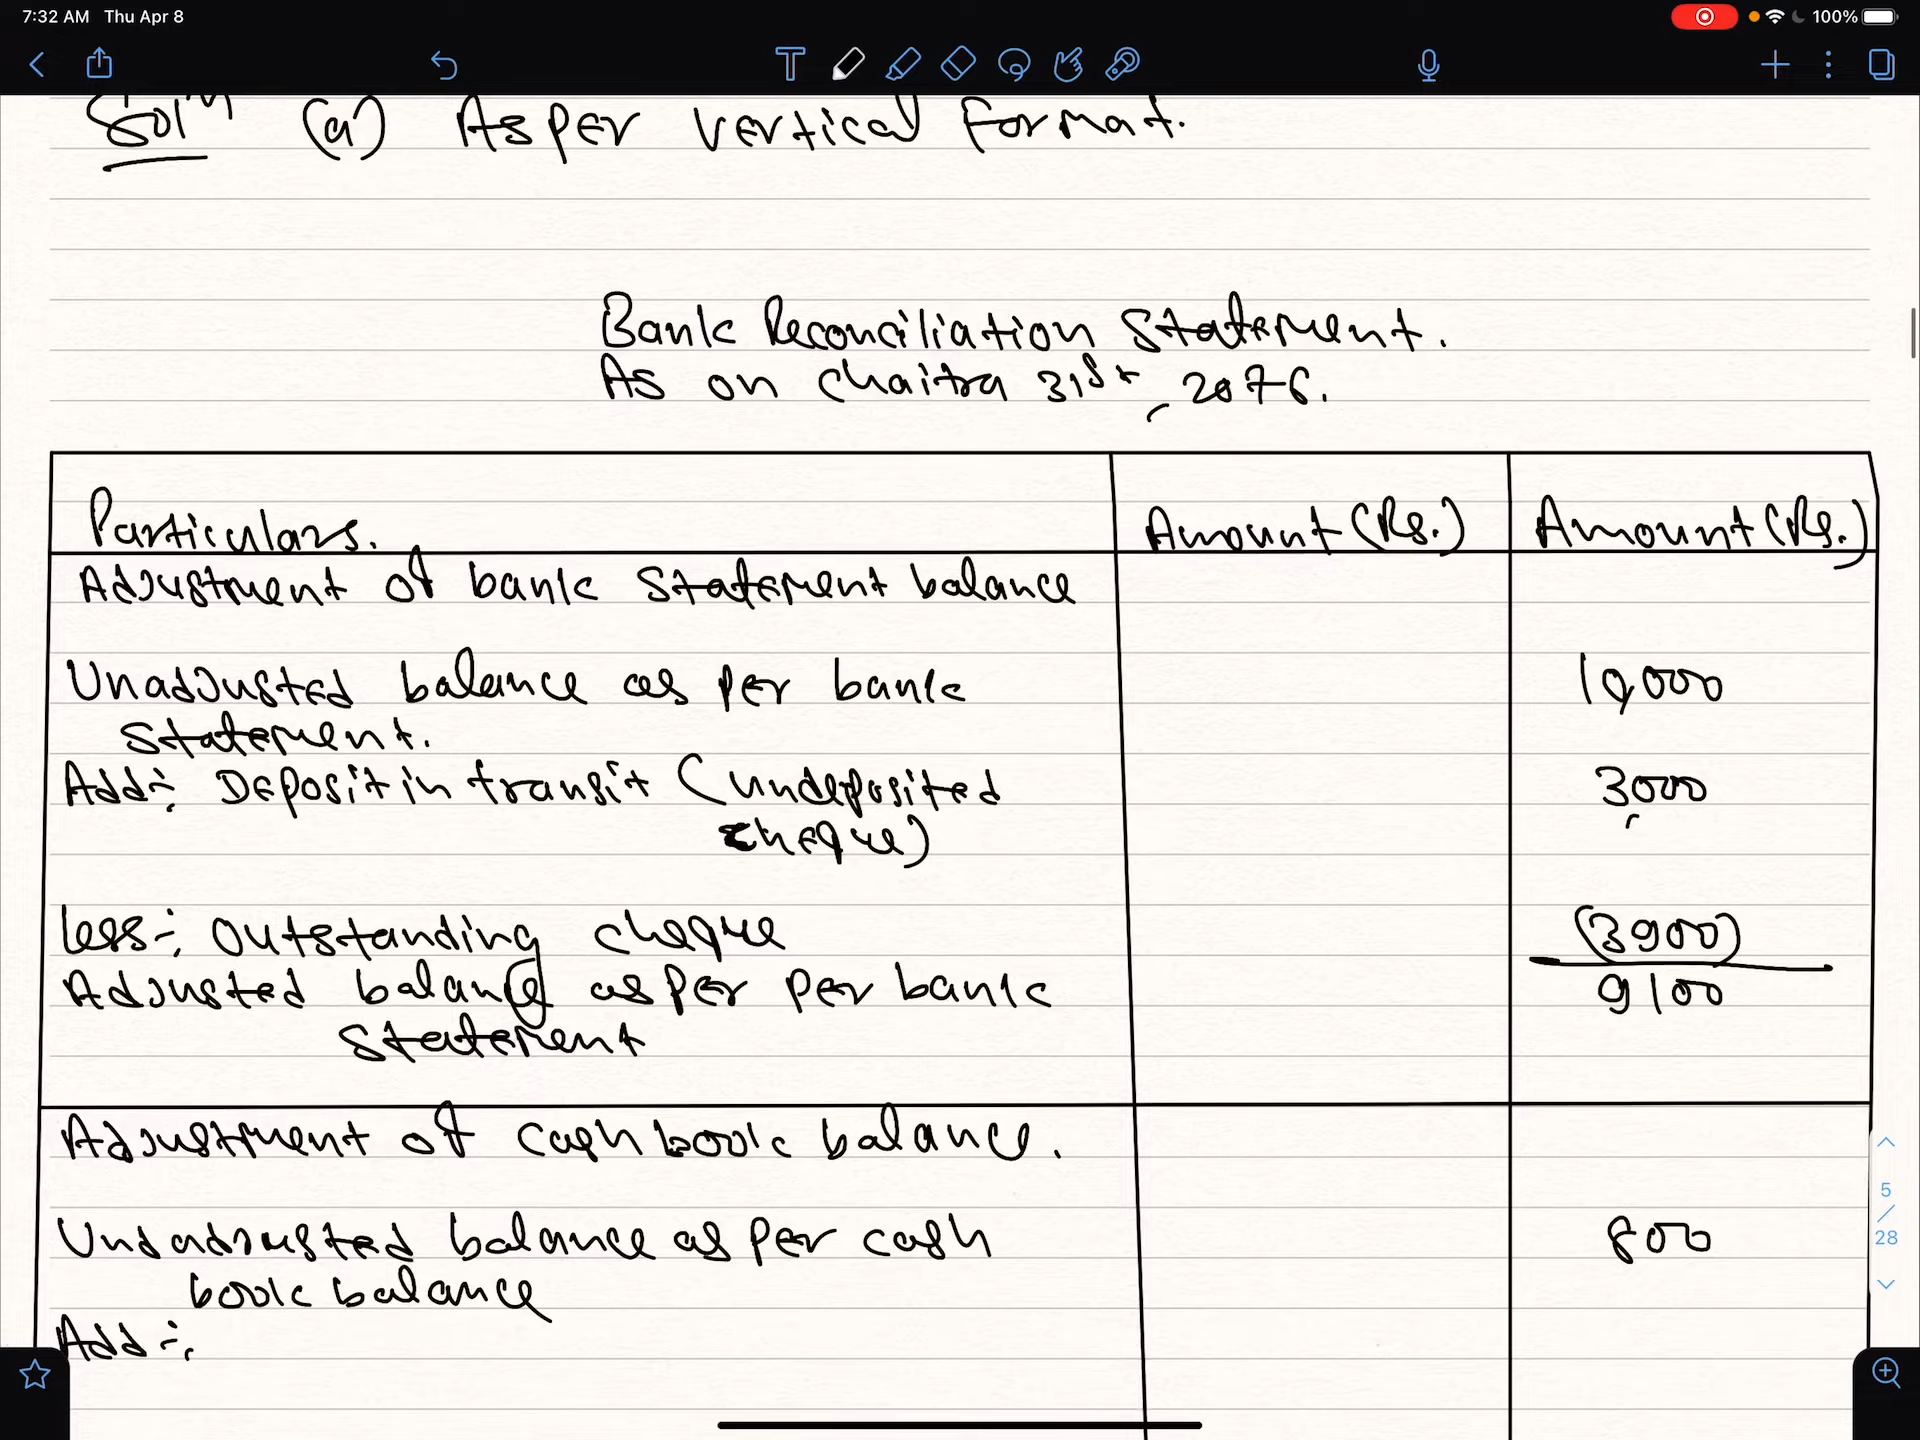 7:32 AM Thu Apr 8
100%
Sol^n (a) As per vertical format.
Bank Reconciliation Statement.
As on chaitra 31st, 2076.
Particulars. Amount (Rs.) Amount (Rs.)
Adjustment of bank statement balance
Unadjusted balance as per bank 10,000
statement.
Add:- Deposit in transit (undeposited 3,000
cheque)
Less:- Outstanding cheque (3900)
Adjusted balance as per per bank 9100
statement
Adjustment of cash book balance.
Undadjusted balance as per cash 800
book balance
Add:-
5
/
28